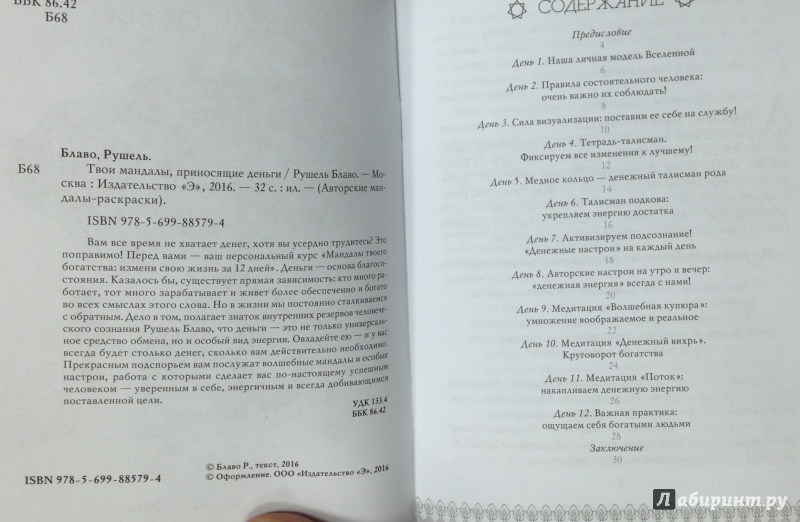 ББК 86.42
Б68
Блаво, Рушель.
Б68 Твои мандалы, приносящие деньги / Рушель Блаво. — Мо-
сква : Издательство «Э», 2016. — 32 с. : ил. — (Авторские ман-
далы-раскраски).
ISBN 978-5-699-88579-4
Вам все время не хватает денег, хотя вы усердно трудитесь? Это
поправимо! Перед вами — ваш персональный курс «Мандалы твоего
богатства: измени свою жизнь за 12 дней». Деньги — основа благосо-
стояния. Казалось бы, существует прямая зависимость: кто много ра-
ботает, тот много зарабатывает и живет более обеспеченно и богато
во всех смыслах этого слова. Но в жизни мы постоянно сталкиваемся
с обратным. Дело в том, полагает знаток внутренних резервов человече-
ского сознания Рушель Блаво, что деньги — это не только универсаль-
ное средство обмена, но и особый вид энергии. Овладейте ею — и у вас
всегда будет столько денег, сколько вам действительно необходимо.
Прекрасным подспорьем вам послужат волшебные мандалы и особые
настрои, работа с которыми сделает вас по-настоящему успешным
человеком — уверенным в себе, энергичным и всегда добивающимся
поставленной цели.
УДК 133.4
ББК 86.42
© Блаво Р., текст, 2016
ISBN 978-5-699-88579-4 © Оформление. ООО «Издательство «Э», 2016
СОДЕРЖАНИЕ
Предисловие
4
День 1. Наша личная модель Вселенной
6
День 2. Правила состоятельного человека:
очень важно их соблюдать!
8
День 3. Сила визуализации: поставим ее себе на службу!
10
День 4. Тетрадь-талисман.
Фиксируем все изменения к лучшему!
12
День 5. Медное кольцо — денежный талисман рода
14
День 6. Талисман подкова:
укрепляем энергию достатка
16
День 7. Активизируем подсознание!
«Денежные настрои» на каждый день
18
День 8. Авторские настрои на утро и вечер:
«денежная энергия» всегда с нами!
20
День 9. Медитация «Волшебная купюра»:
умножение воображаемое и реальное
22
День 10. Медитация «Денежный вихрь».
Круговорот богатства
24
День 11. Медитация «Поток»:
накапливаем денежную энергию
26
День 12. Важная практика:
ощущаем себя богатыми людьми
28
Заключение
30
Лабиринт.ру